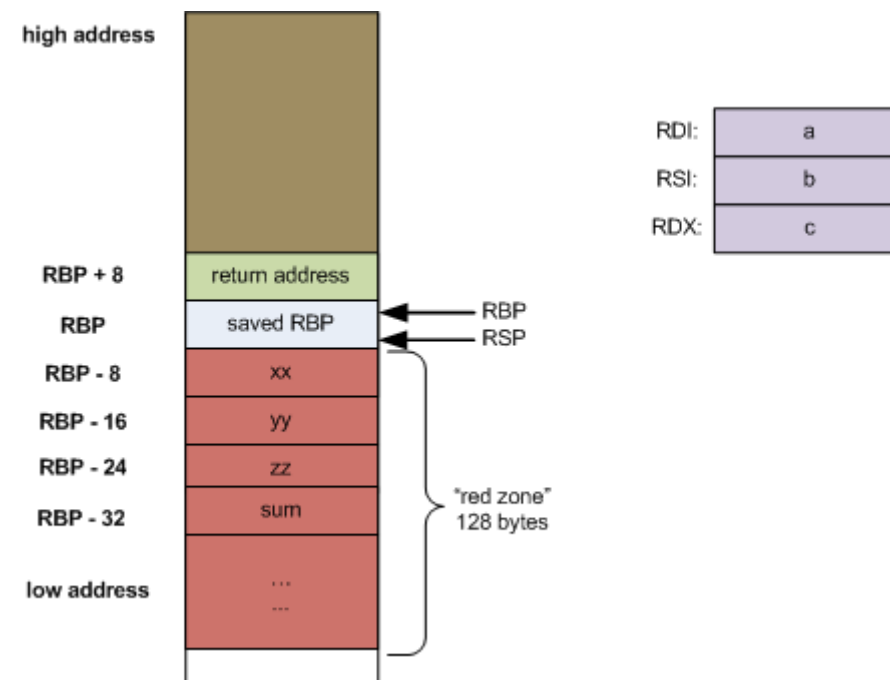 high address
RDI: a
RSI: b
RDX: c
RBP + 8 return address
RBP saved RBP RBP
RSP
RBP - 8 xx
RBP - 16 yy
RBP - 24 zz
RBP - 32 sum
"red zone"
128 bytes
low address ...
...